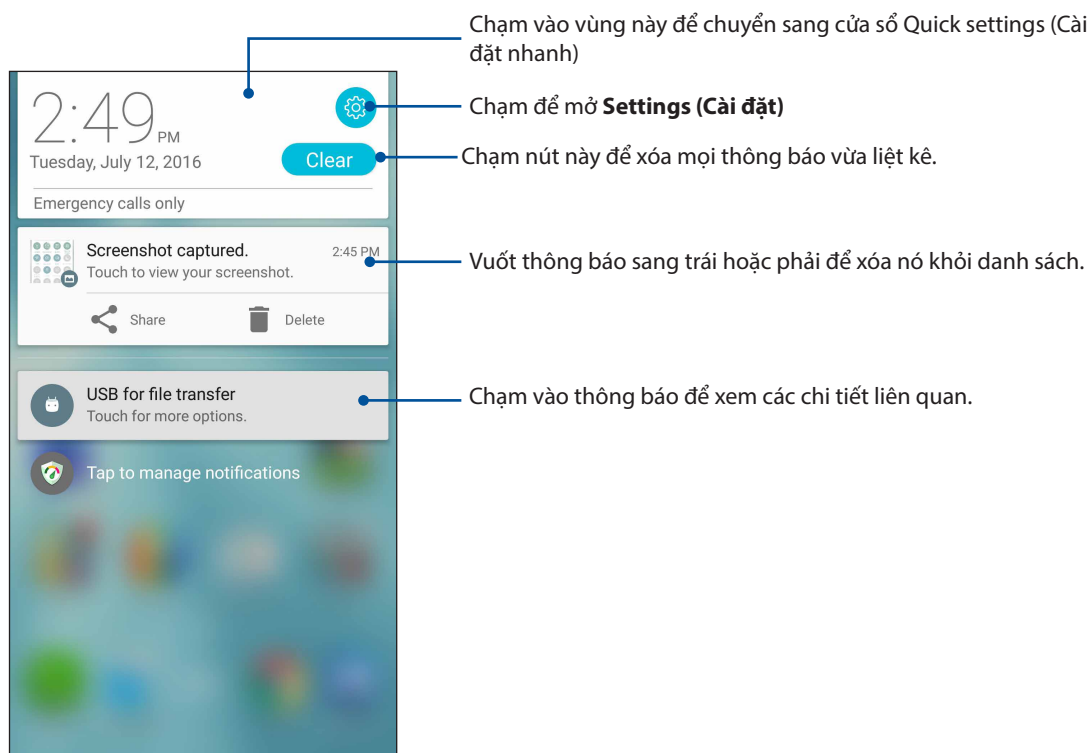 Chạm vào vùng này để chuyển sang cửa sổ Quick settings (Cài
đặt nhanh)
2:49 PM
Chạm để mở Settings (Cài đặt)
Tuesday, July 12, 2016
Clear
Chạm nút này để xóa mọi thông báo vừa liệt kê.
Emergency calls only
Screenshot captured.
2:45 PM
Touch to view your screenshot.
Vuốt thông báo sang trái hoặc phải để xóa nó khỏi danh sách.
Share
Delete
USB for file transfer
Touch for more options.
Chạm vào thông báo để xem các chi tiết liên quan.
Tap to manage notifications